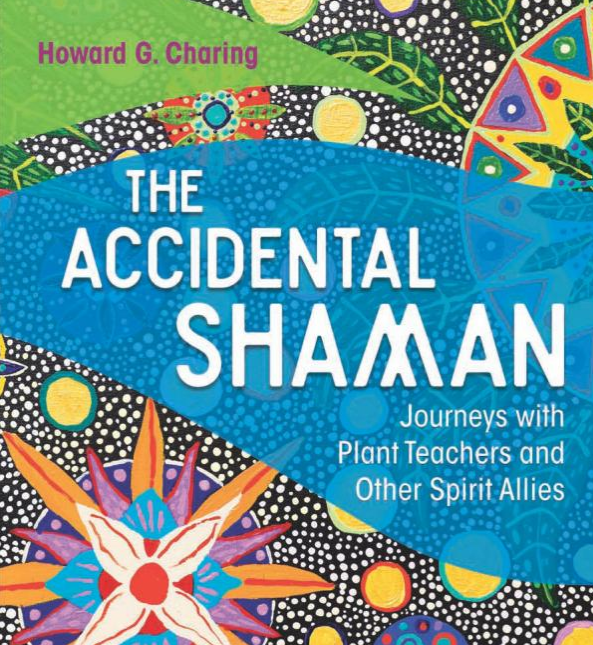 Howard G. Charing
THE
ACCIDENTAL
SHAMAN
Journeys with
Plant Teachers and
Other Spirit Allies